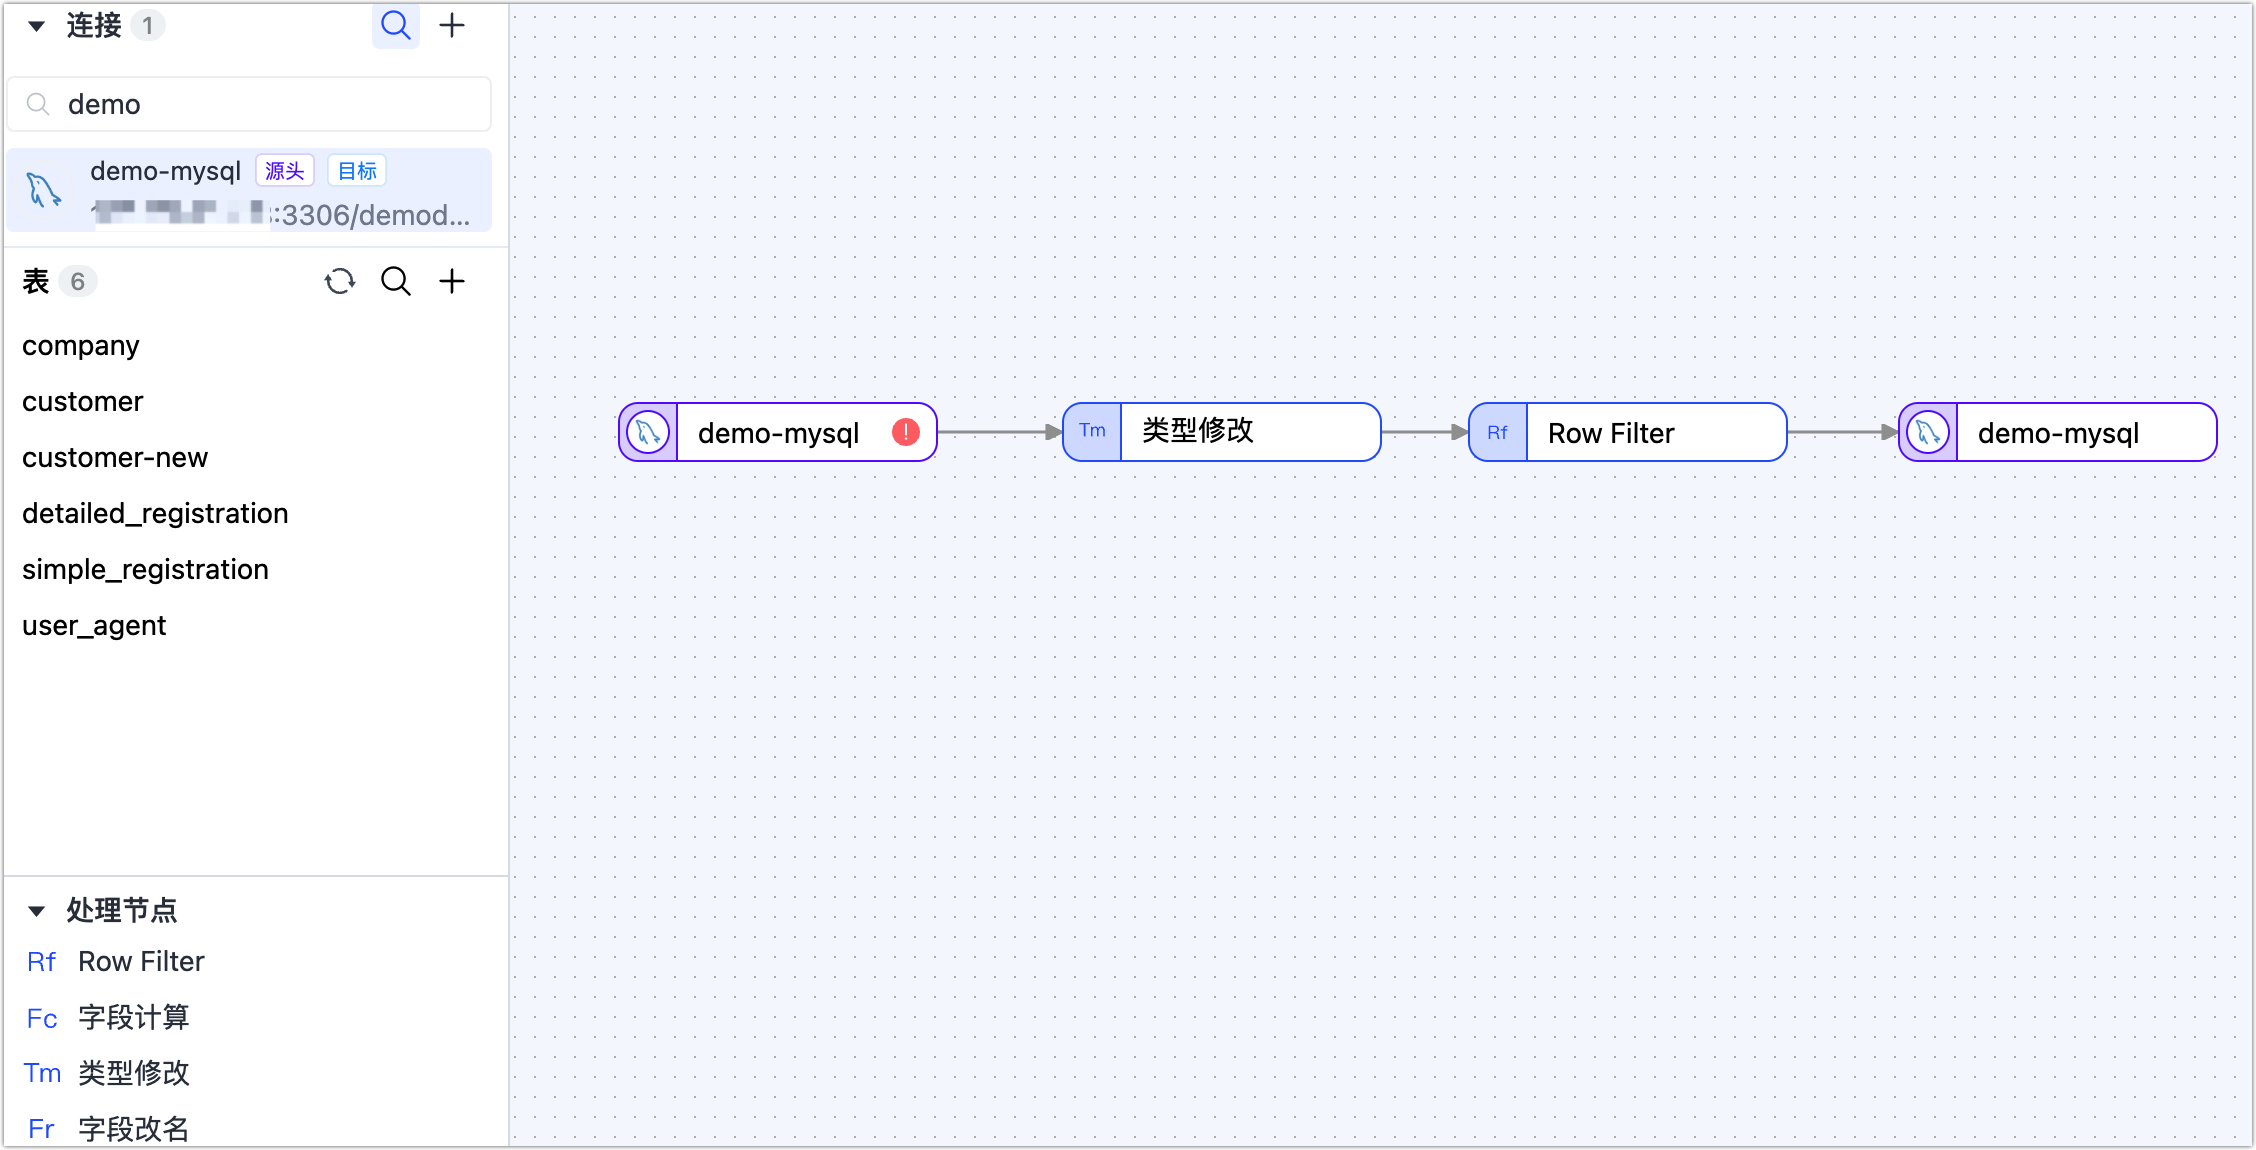 连接 1
demo
demo-mysql 源头 目标
:3306/demod...
表 6
company
customer
customer-new
detailed_registration
simple_registration
user_agent
处理节点
Rf Row Filter
Fc 字段计算
Tm 类型修改
Fr 字段改名
demo-mysql
Tm 类型修改
Rf Row Filter
demo-mysql